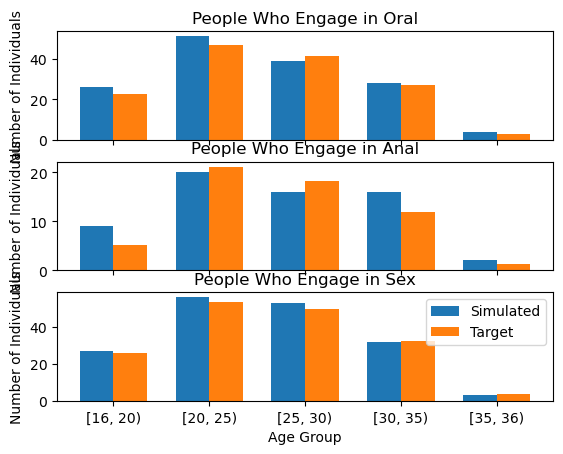 People Who Engage in Oral
Number of Individuals
40
20
0
People Who Engage in Anal
Number of Individuals
20
10
0
People Who Engage in Sex
Number of Individuals
40
20
0
Simulated
Target
[16, 20)
[20, 25)
[25, 30)
[30, 35)
[35, 36)
Age Group